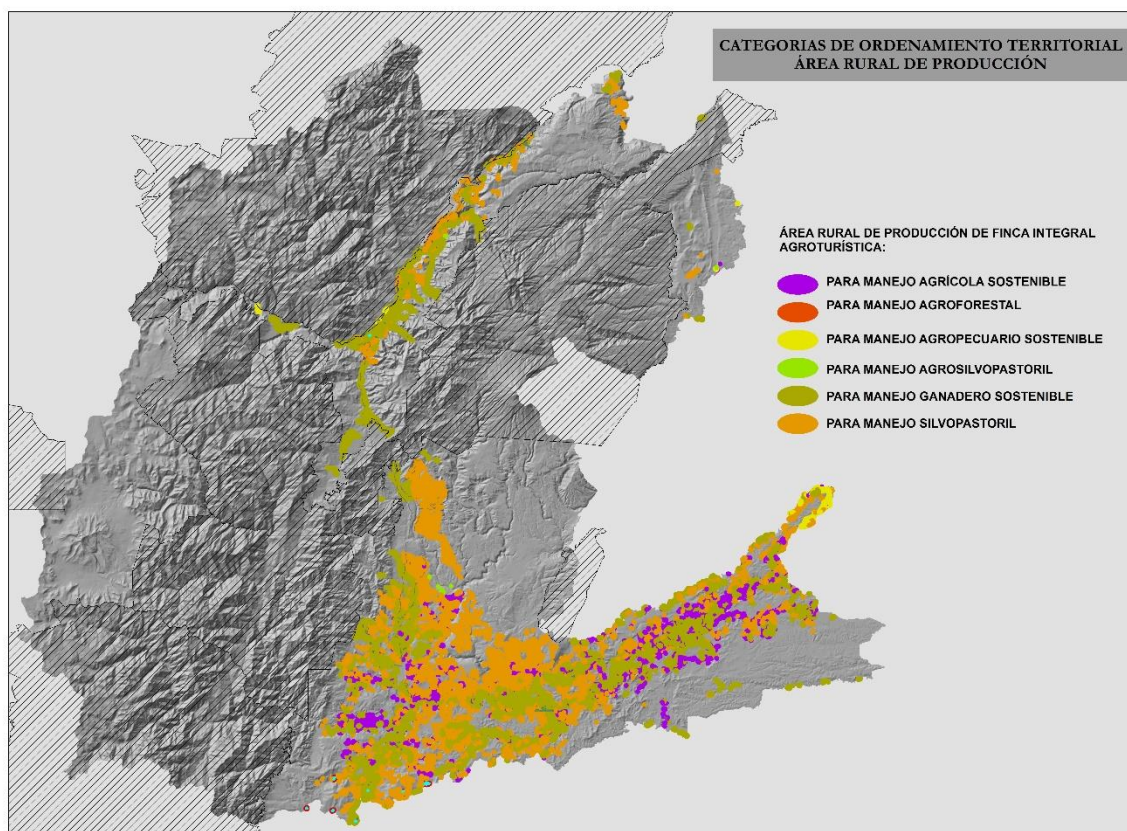 CATEGORIAS DE ORDENAMIENTO TERRITORIAL
ÁREA RURAL DE PRODUCCIÓN
ÁREA RURAL DE PRODUCCIÓN DE FINCA INTEGRAL
AGROTURÍSTICA:
PARA MANEJO AGRÍCOLA SOSTENIBLE
PARA MANEJO AGROFORESTAL
PARA MANEJO AGROPECUARIO SOSTENIBLE
PARA MANEJO AGROSILVOPASTORIL
PARA MANEJO GANADERO SOSTENIBLE
PARA MANEJO SILVOPASTORIL